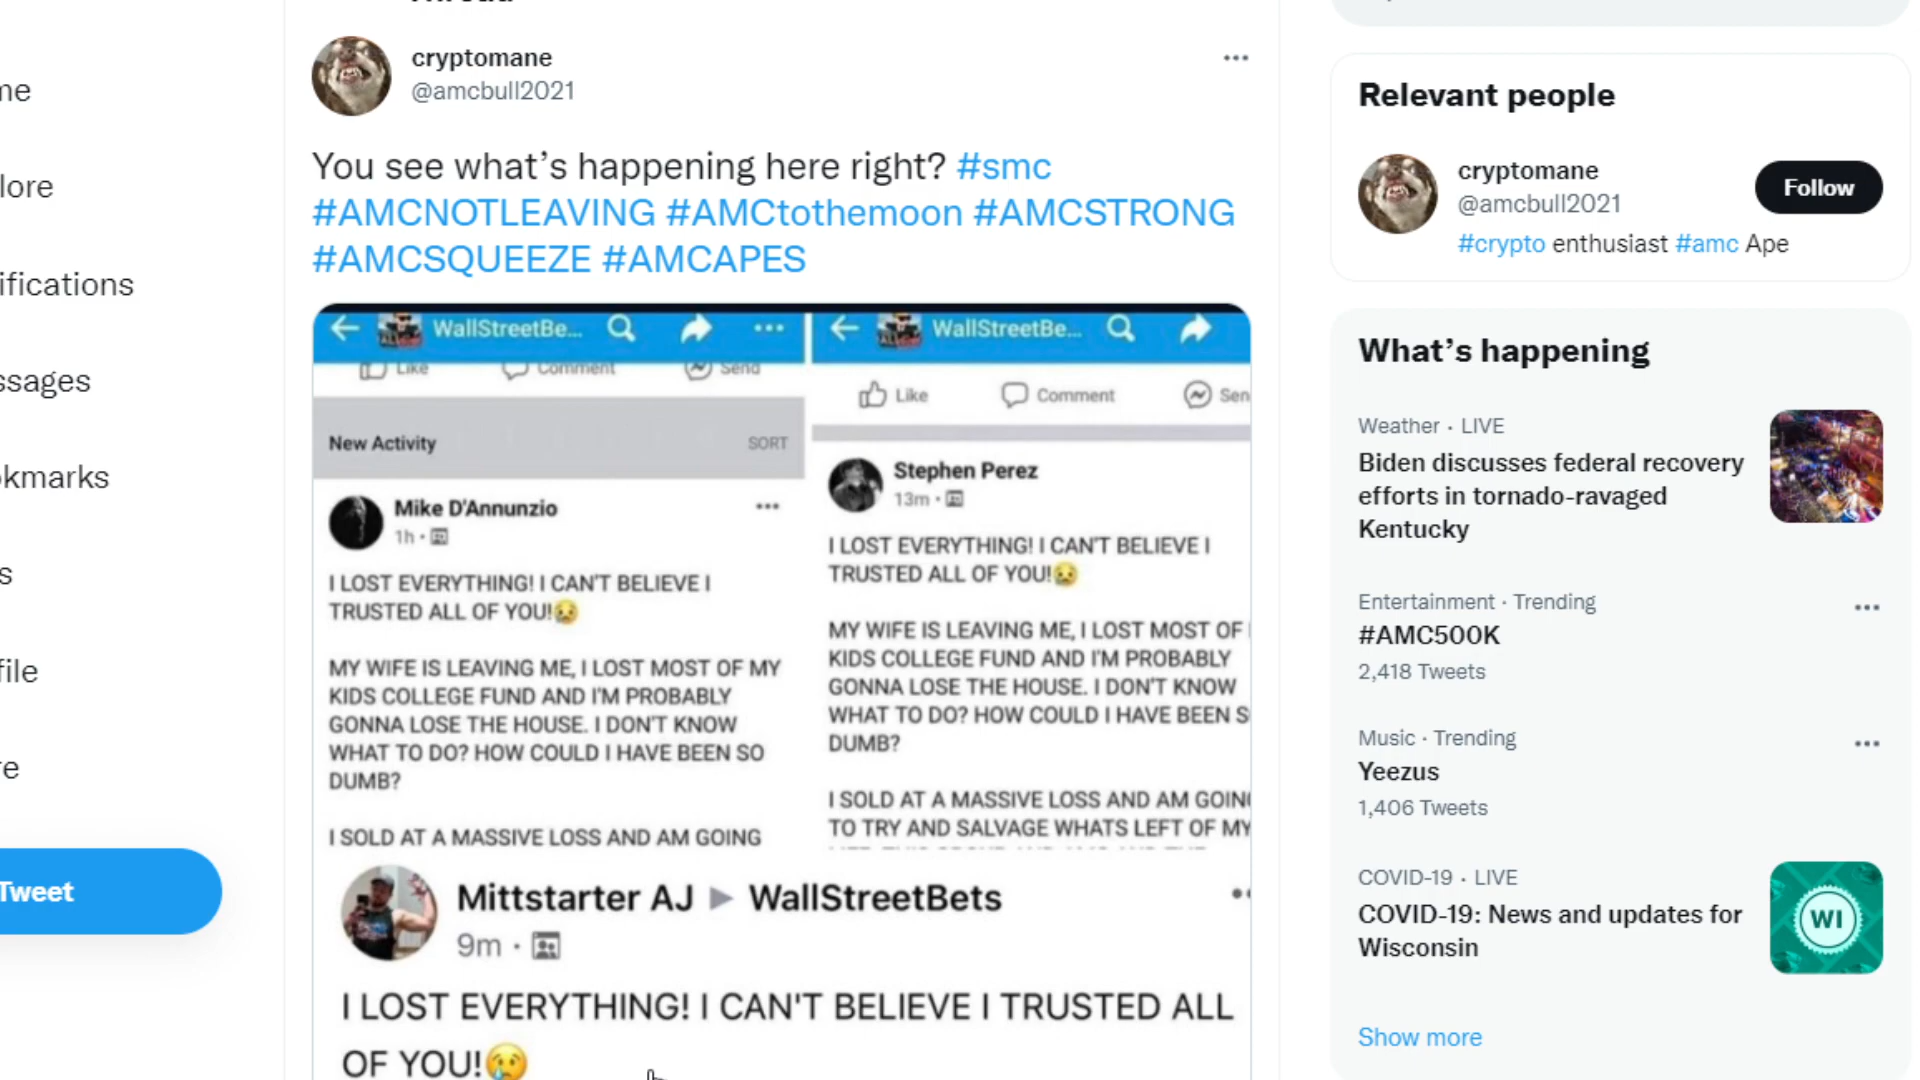 me
lore
ifications
ssages
okmarks
s
file
re
Tweet
cryptomane
@amcbull2021
You see what’s happening here right? #smc
#AMCNOTLEAVING #AMCtothemoon #AMCSTRONG
#AMCSQUEEZE #AMCAPES
WallStreetBe...
Like Comment Send
New Activity SORT
Mike D'Annunzio
1h ·
I LOST EVERYTHING! I CAN'T BELIEVE I
TRUSTED ALL OF YOU!😢
MY WIFE IS LEAVING ME, I LOST MOST OF MY
KIDS COLLEGE FUND AND I'M PROBABLY
GONNA LOSE THE HOUSE. I DON'T KNOW
WHAT TO DO? HOW COULD I HAVE BEEN SO
DUMB?
I SOLD AT A MASSIVE LOSS AND AM GOING
WallStreetBe...
Like Comment Sen
Stephen Perez
13m ·
I LOST EVERYTHING! I CAN'T BELIEVE I
TRUSTED ALL OF YOU!😢
MY WIFE IS LEAVING ME, I LOST MOST OF
KIDS COLLEGE FUND AND I'M PROBABLY
GONNA LOSE THE HOUSE. I DON'T KNOW
WHAT TO DO? HOW COULD I HAVE BEEN S
DUMB?
I SOLD AT A MASSIVE LOSS AND AM GOIN
TO TRY AND SALVAGE WHATS LEFT OF MY
Mittstarter AJ ▶ WallStreetBets
9m ·
I LOST EVERYTHING! I CAN'T BELIEVE I TRUSTED ALL
OF YOU!😢
Relevant people
cryptomane
@amcbull2021
Follow
#crypto enthusiast #amc Ape
What’s happening
Weather · LIVE
Biden discusses federal recovery
efforts in tornado-ravaged
Kentucky
Entertainment · Trending
#AMC500K
2,418 Tweets
Music · Trending
Yeezus
1,406 Tweets
COVID-19 · LIVE
COVID-19: News and updates for
Wisconsin
WI
Show more